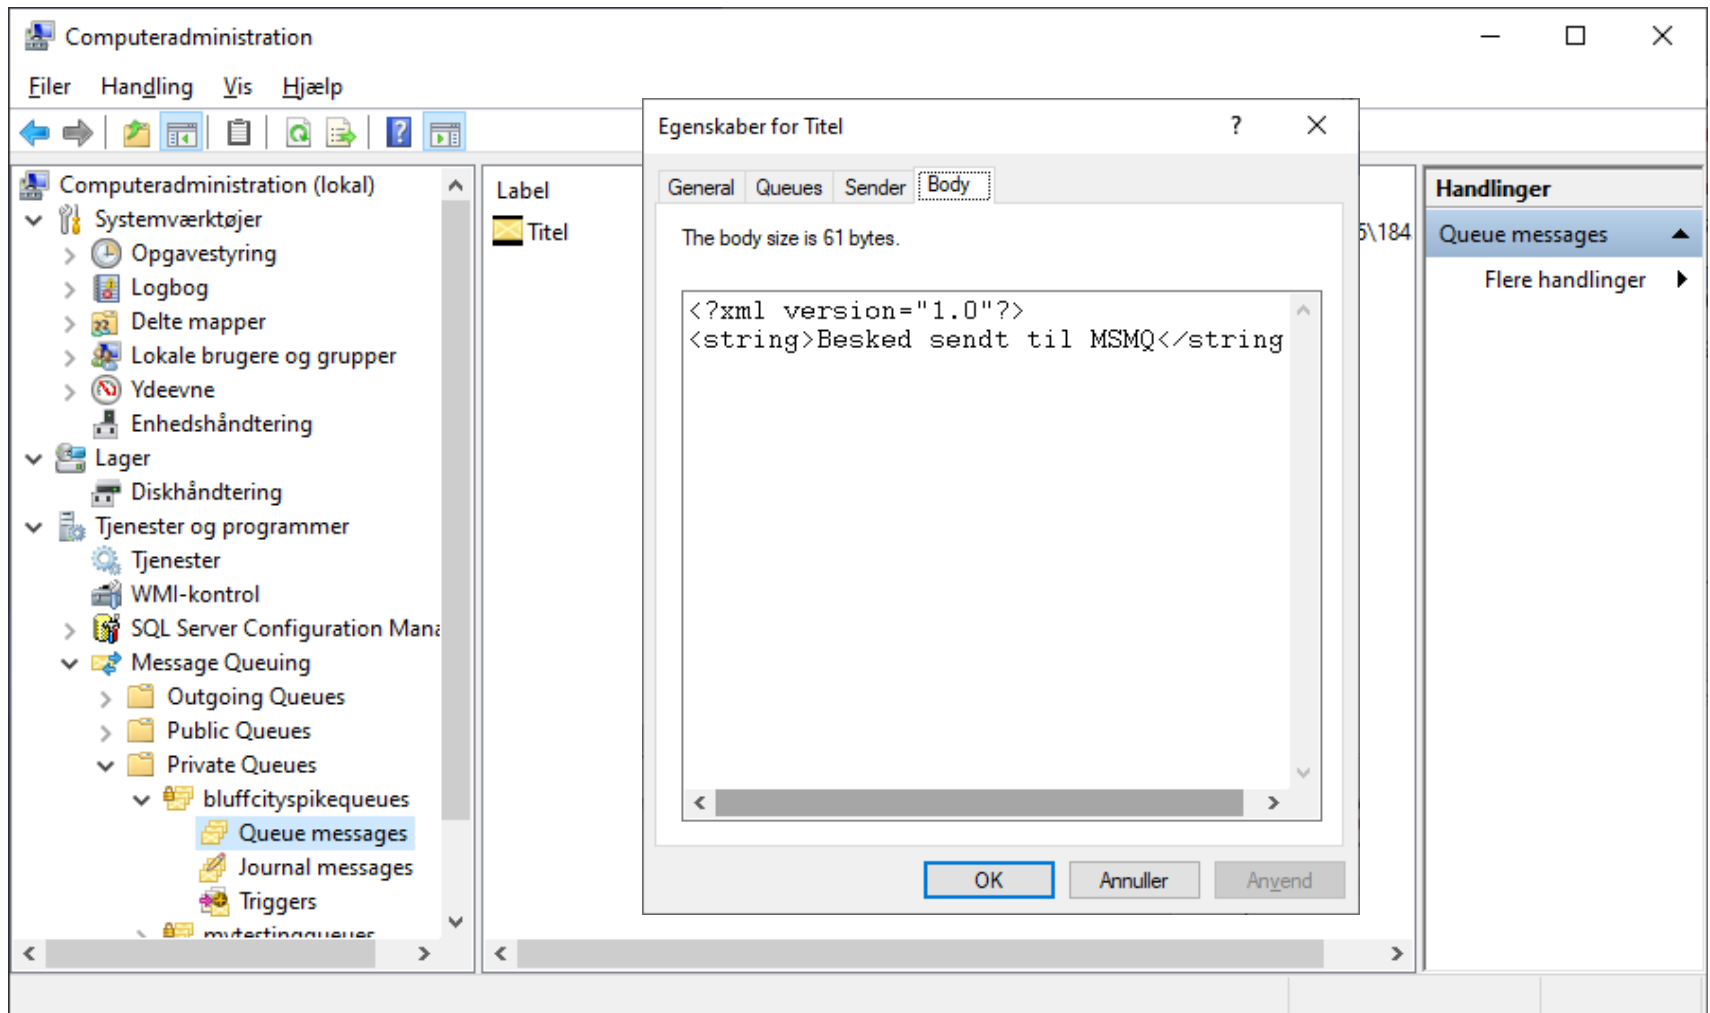 Computeradministration
Filer Handling Vis Hjælp
Computeradministration (lokal)
Systemværktøjer
Opgavestyring
Logbog
Delte mapper
Lokale brugere og grupper
Ydeevne
Enhedshåndtering
Lager
Diskhåndtering
Tjenester og programmer
Tjenester
WMI-kontrol
SQL Server Configuration Mana
Message Queuing
Outgoing Queues
Public Queues
Private Queues
bluffcityspikequeues
Queue messages
Journal messages
Triggers
mytestingqueues
Label
Titel
5\184
Egenskaber for Titel
General Queues Sender Body
The body size is 61 bytes.
<?xml version="1.0"?>
<string>Besked sendt til MSMQ</string
OK Annuller Anvend
Handlinger
Queue messages
Flere handlinger